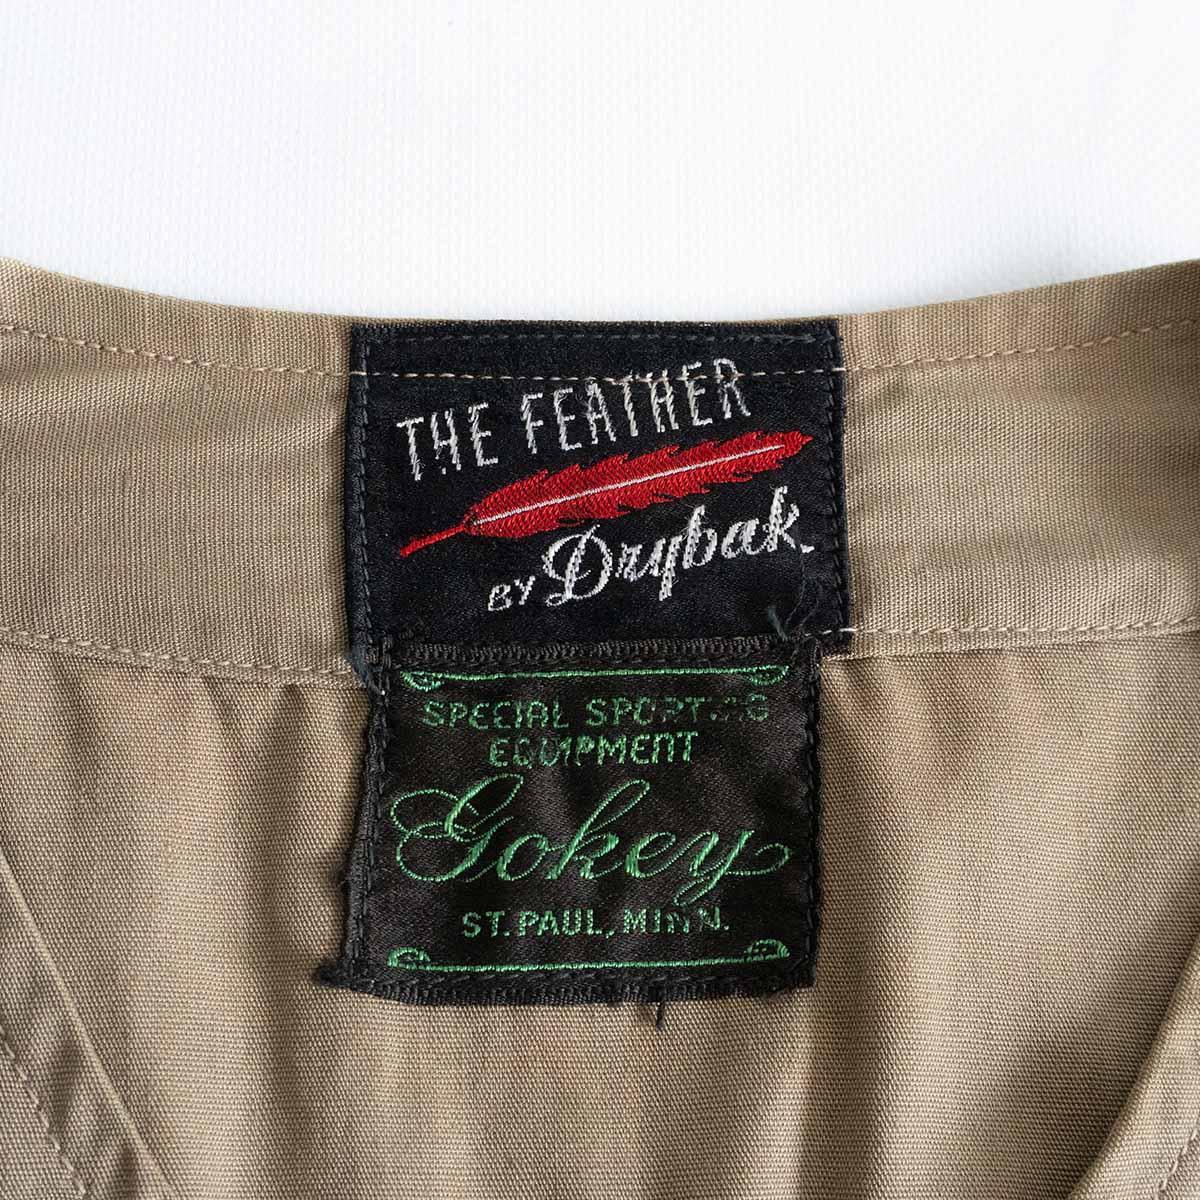 THE FEATHER
BY Drybak.
SPECIAL SPORTING
EQUIPMENT
Gokey
ST. PAUL, MINN.